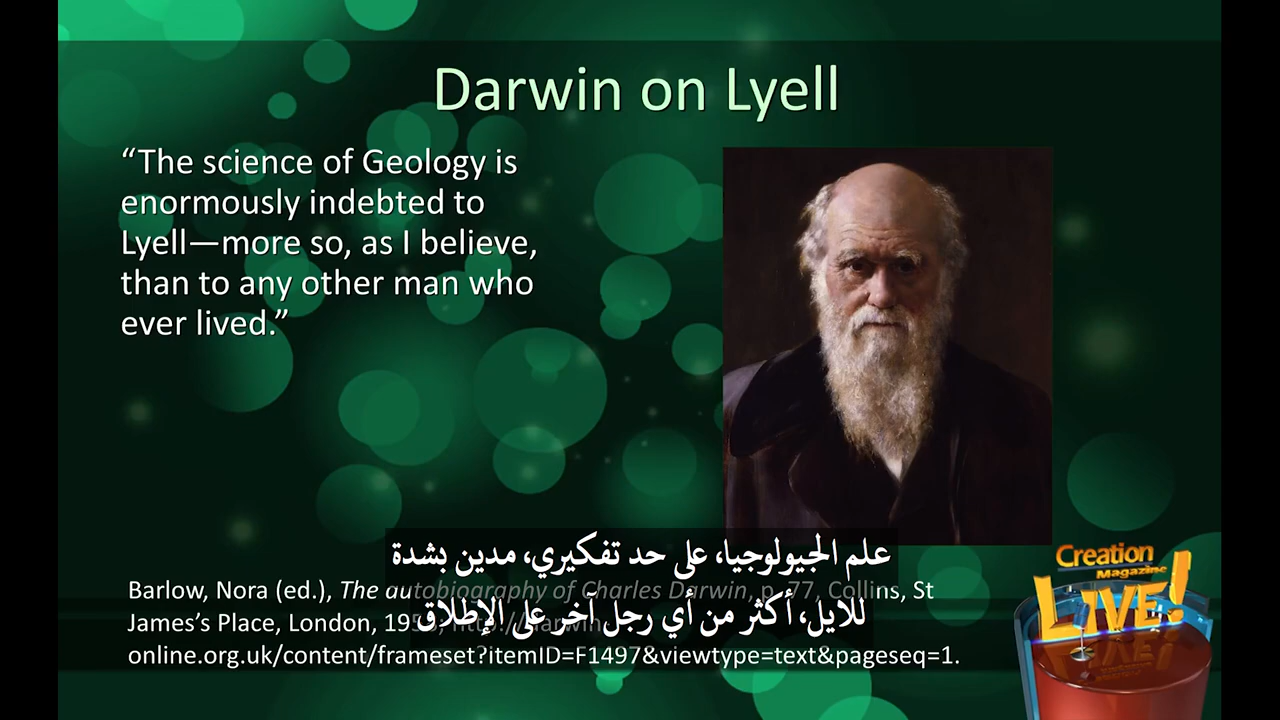 Darwin on Lyell
“The science of Geology is
enormously indebted to
Lyell—more so, as I believe,
than to any other man who
ever lived.”
علم الجيولوجيا، على حد تفكيري، مدين بشدة
للايل، أكثر من أي رجل آخر على الإطلاق
Barlow, Nora (ed.), The autobiography of Charles Darwin, p. 77, Collins, St
James’s Place, London,
online.org.uk/content/frameset?itemID=F1497&viewtype=text&pageseq=1.
Creation
Magazine
LIVE!